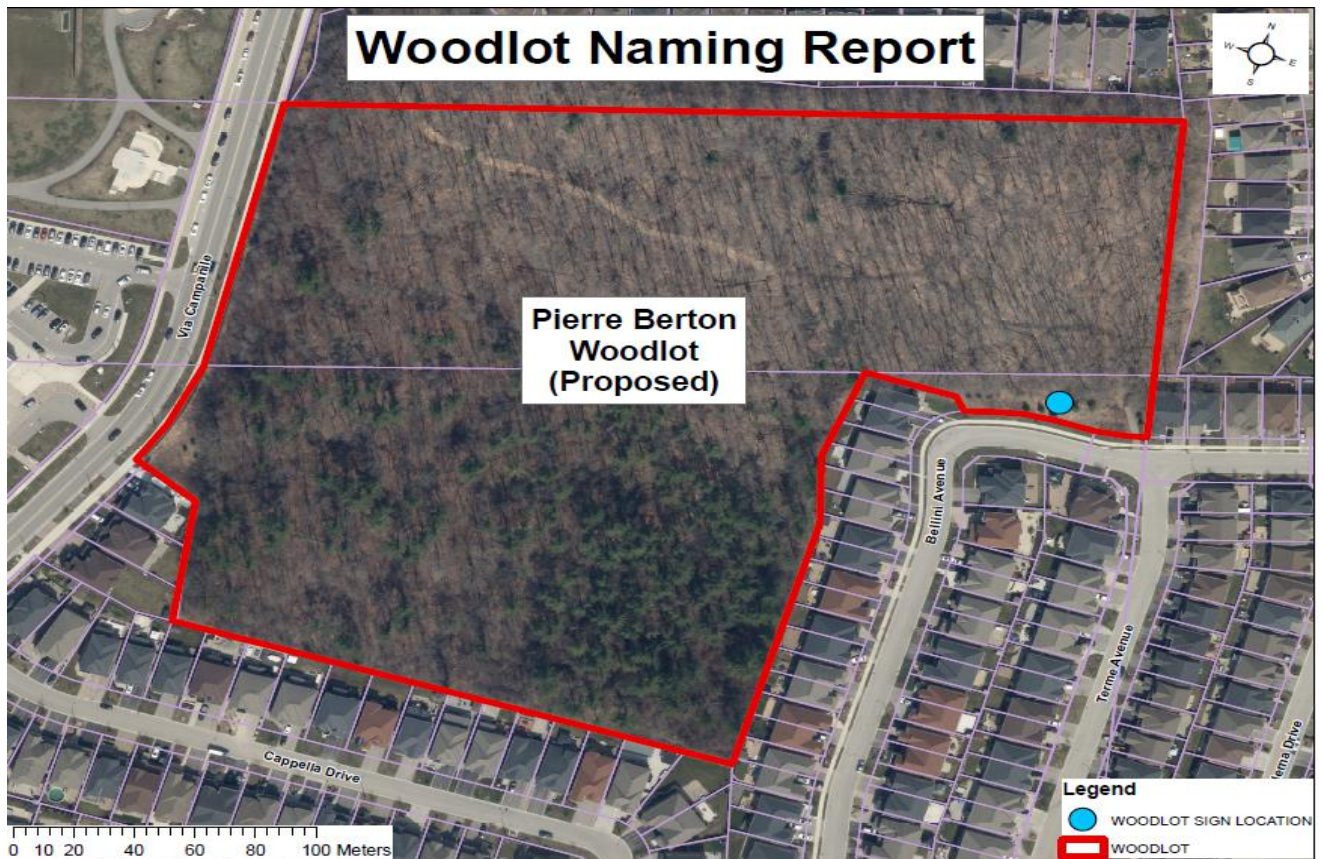 Woodlot Naming Report
N
W
E
S
Via Campanile
Pierre Berton
Woodlot
(Proposed)
Bellini Avenue
Terme Avenue
Cappella Drive
Drive
Legend
WOODLOT SIGN LOCATION
WOODLOT
0 10 20 40 60 80 100 Meters